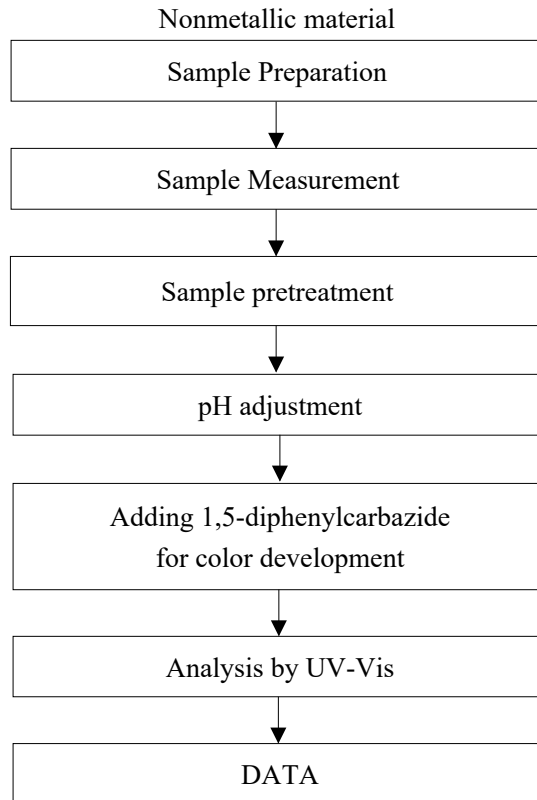 Nonmetallic material
Sample Preparation
Sample Measurement
Sample pretreatment
pH adjustment
Adding 1,5-diphenylcarbazide
for color development
Analysis by UV-Vis
DATA